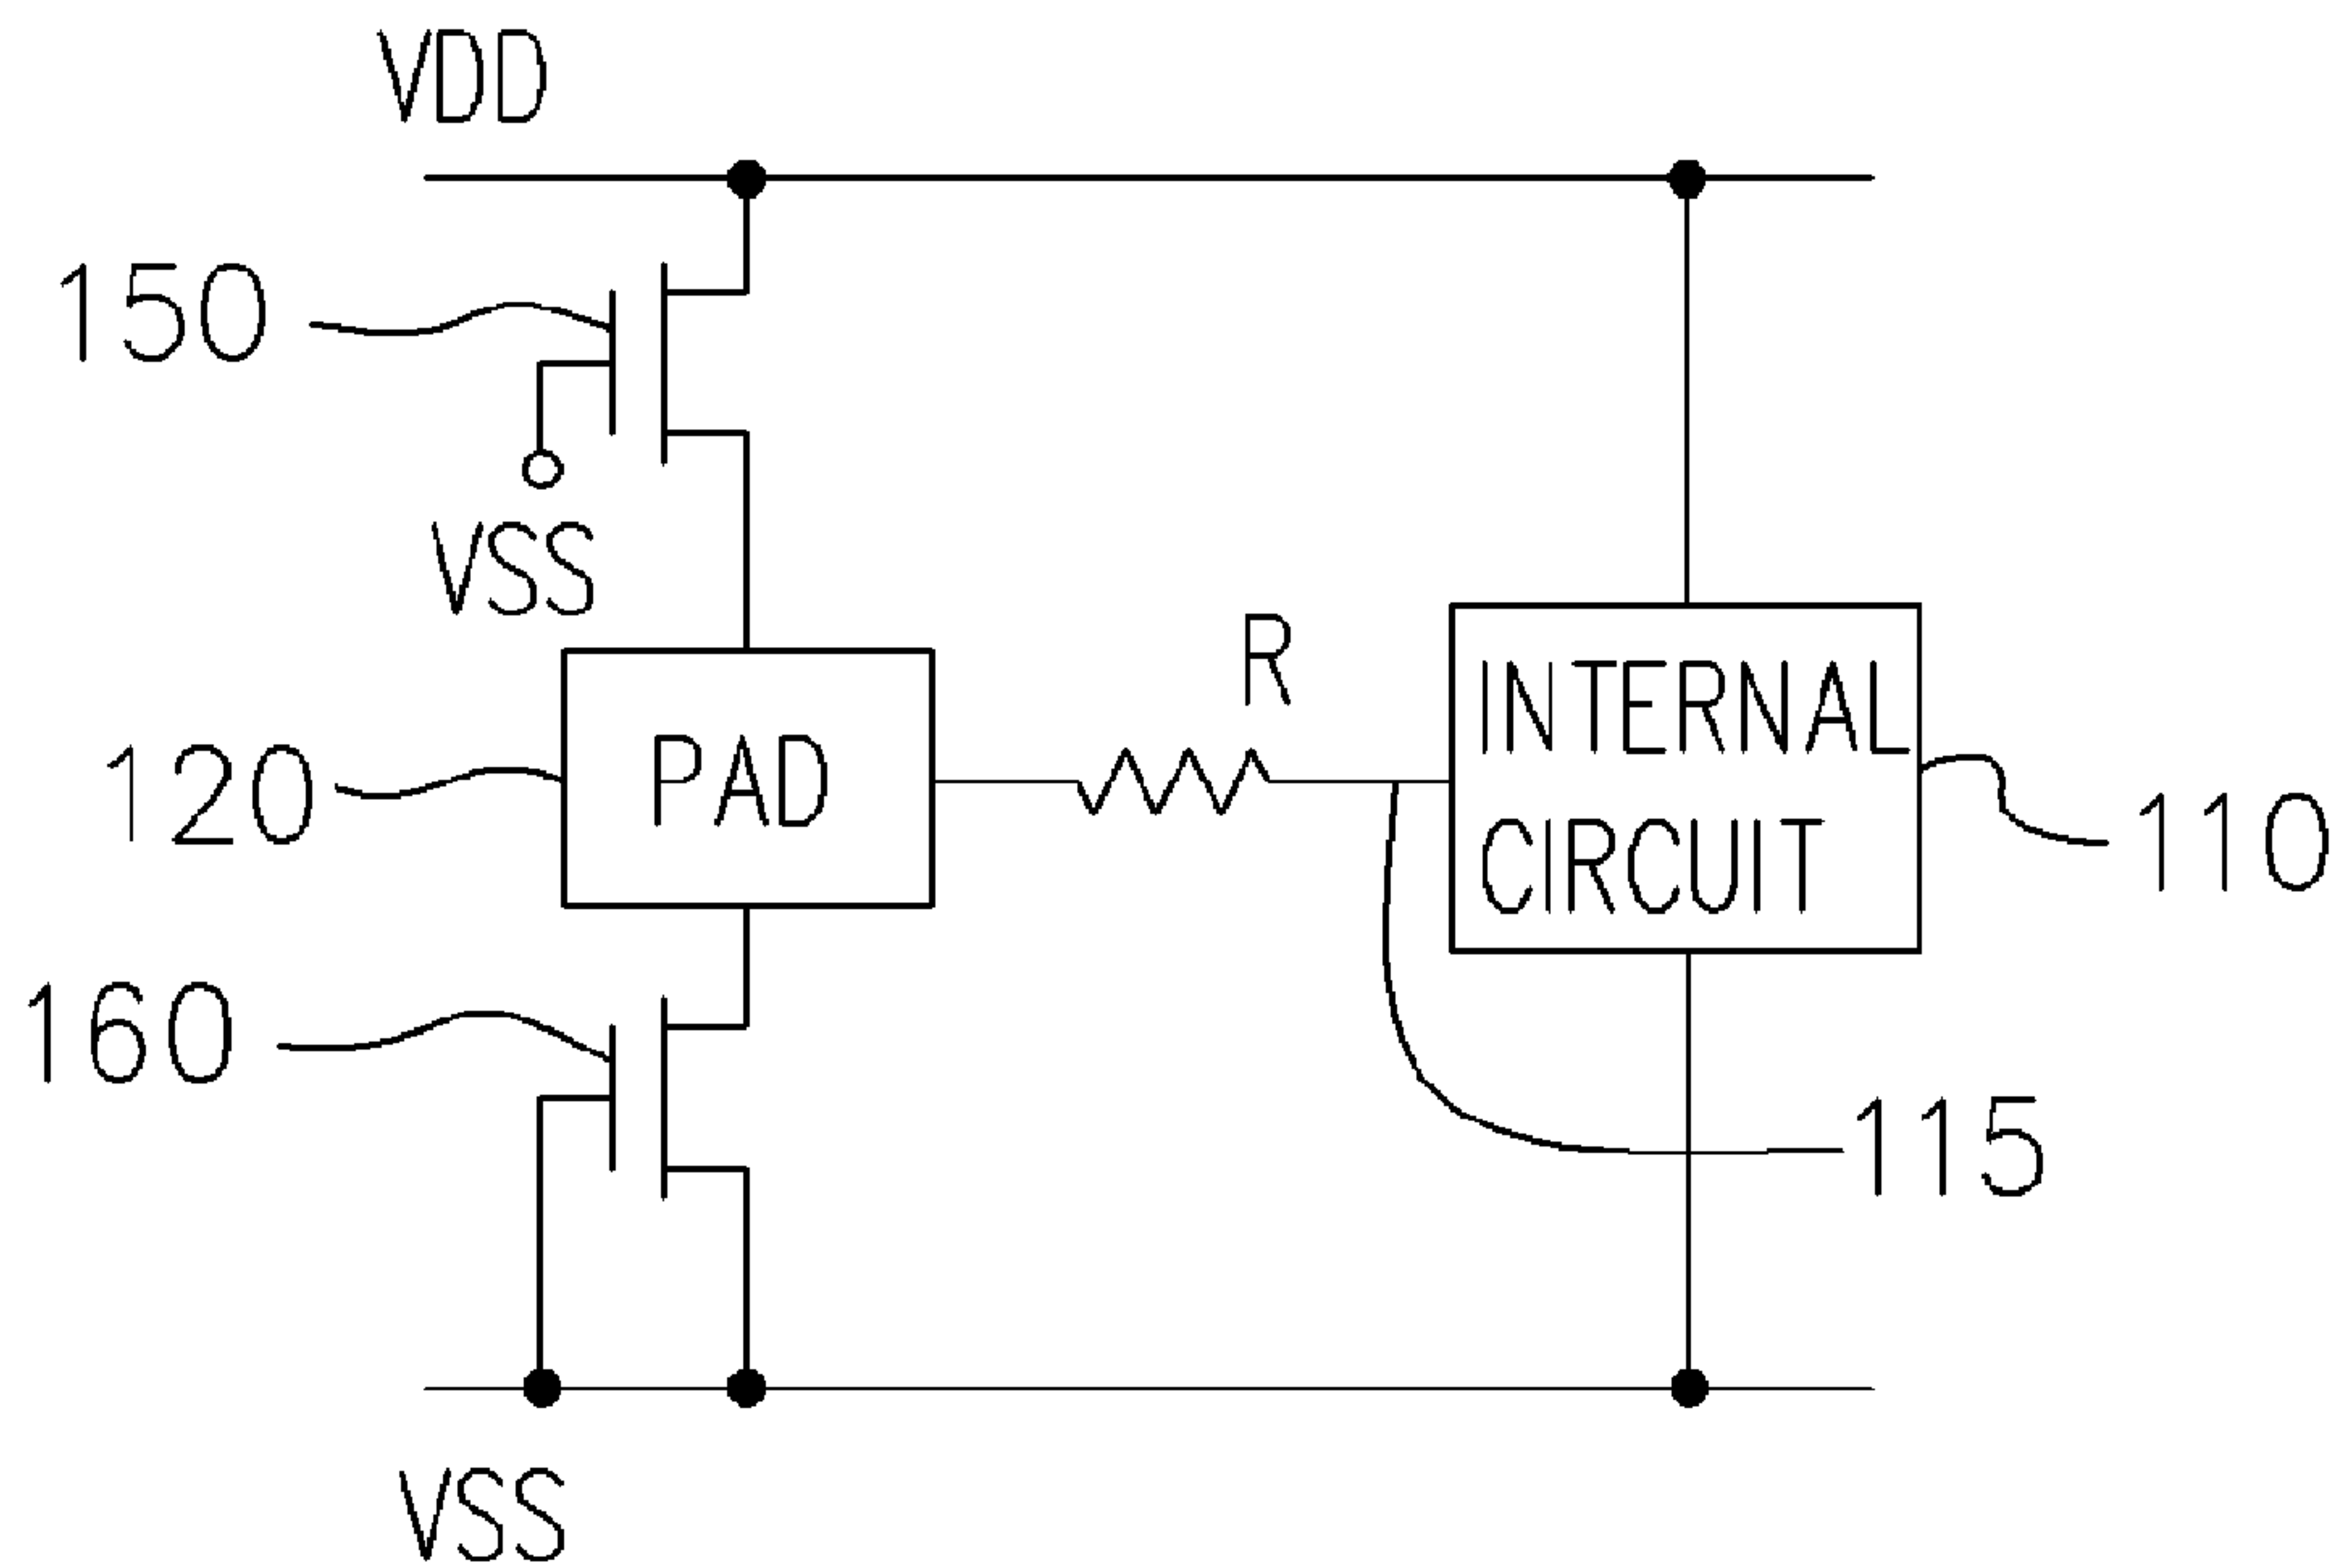 VDD
150
VSS
R
120
PAD
INTERNAL
CIRCUIT
110
160
115
VSS